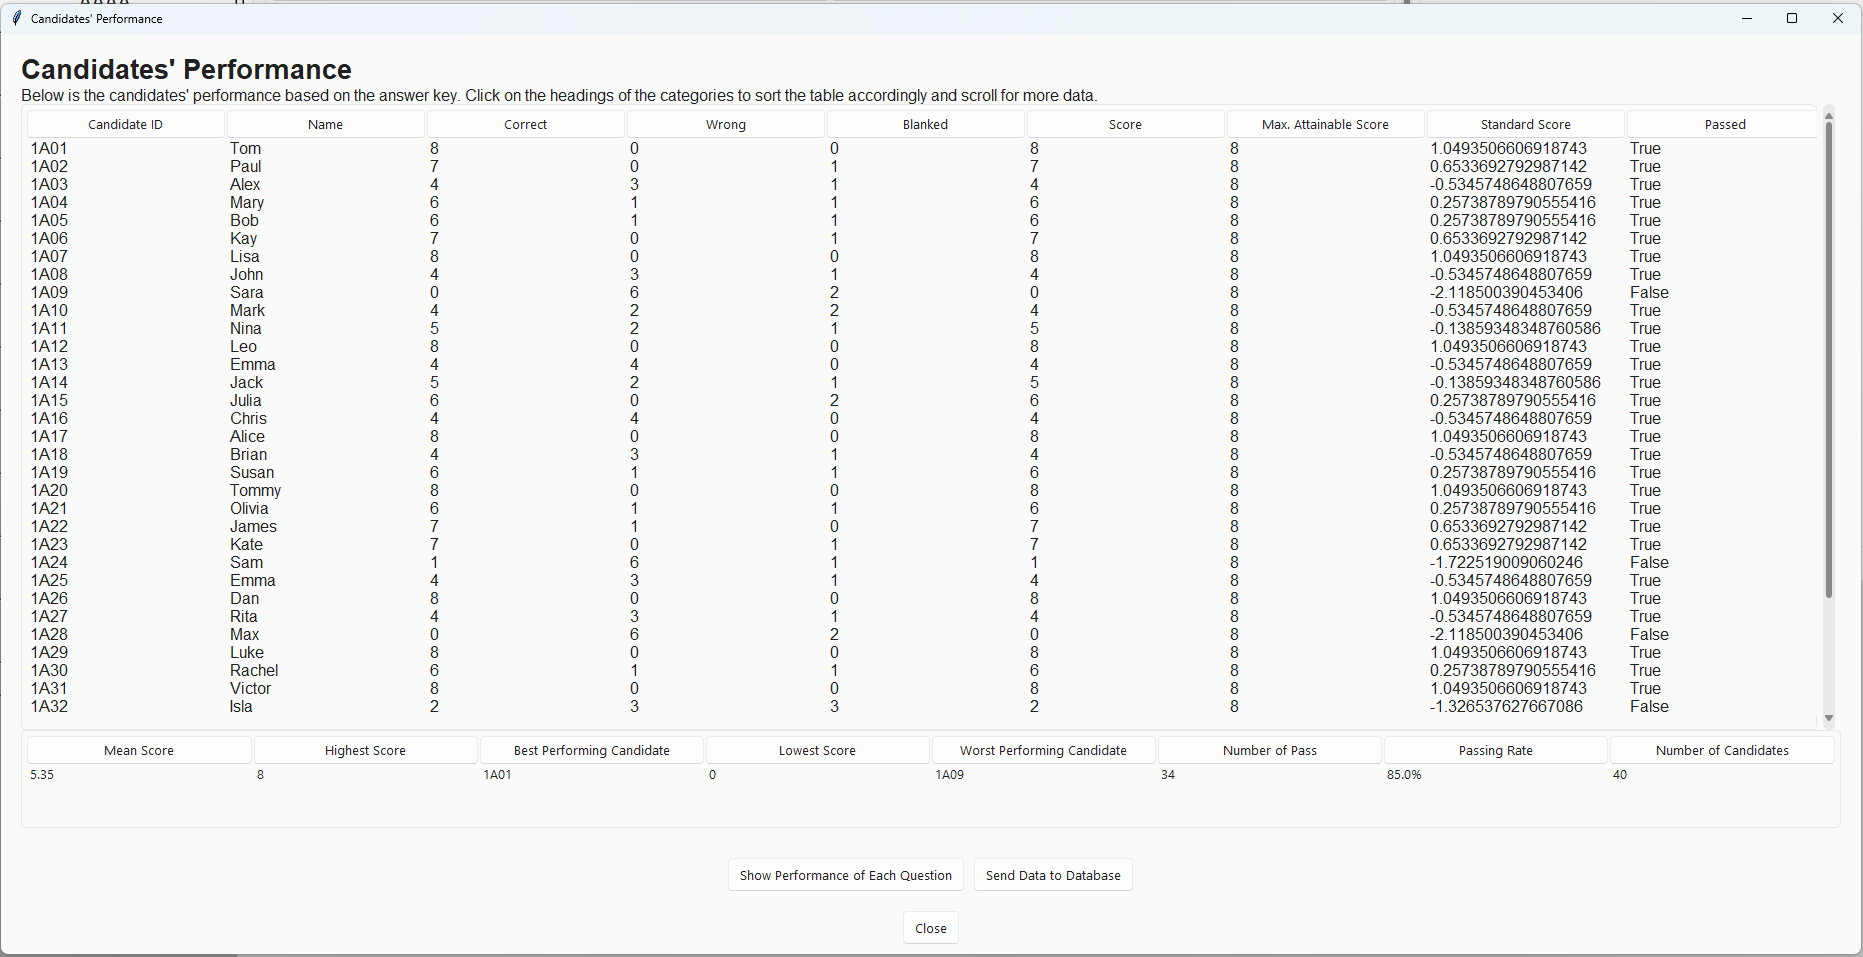 Candidates' Performance
Candidates' Performance
Below is the candidates' performance based on the answer key. Click on the headings of the categories to sort the table accordingly and scroll for more data.
Candidate ID Name Correct Wrong Blanked Score Max. Attainable Score Standard Score Passed
1A01 Tom 8 0 0 8 8 1.0493506606918743 True
1A02 Paul 7 0 1 7 8 0.6533692792987142 True
1A03 Alex 4 3 1 4 8 -0.5345748648807659 True
1A04 Mary 6 1 1 6 8 0.25738789790555416 True
1A05 Bob 6 1 1 6 8 0.25738789790555416 True
1A06 Kay 7 0 1 7 8 0.6533692792987142 True
1A07 Lisa 8 0 0 8 8 1.0493506606918743 True
1A08 John 4 3 1 4 8 -0.5345748648807659 True
1A09 Sara 0 6 2 0 8 -2.118500390453406 False
1A10 Mark 4 2 2 4 8 -0.5345748648807659 True
1A11 Nina 5 2 1 5 8 -0.13859348348760586 True
1A12 Leo 8 0 0 8 8 1.0493506606918743 True
1A13 Emma 4 4 0 4 8 -0.5345748648807659 True
1A14 Jack 5 2 1 5 8 -0.13859348348760586 True
1A15 Julia 6 0 2 6 8 0.25738789790555416 True
1A16 Chris 4 4 0 4 8 -0.5345748648807659 True
1A17 Alice 8 0 0 8 8 1.0493506606918743 True
1A18 Brian 4 3 1 4 8 -0.5345748648807659 True
1A19 Susan 6 1 1 6 8 0.25738789790555416 True
1A20 Tommy 8 0 0 8 8 1.0493506606918743 True
1A21 Olivia 6 1 1 6 8 0.25738789790555416 True
1A22 James 7 1 0 7 8 0.6533692792987142 True
1A23 Kate 7 0 1 7 8 0.6533692792987142 True
1A24 Sam 1 6 1 1 8 -1.722519009060246 False
1A25 Emma 4 3 1 4 8 -0.5345748648807659 True
1A26 Dan 8 0 0 8 8 1.0493506606918743 True
1A27 Rita 4 3 1 4 8 -0.5345748648807659 True
1A28 Max 0 6 2 0 8 -2.118500390453406 False
1A29 Luke 8 0 0 8 8 1.0493506606918743 True
1A30 Rachel 6 1 1 6 8 0.25738789790555416 True
1A31 Victor 8 0 0 8 8 1.0493506606918743 True
1A32 Isla 2 3 3 2 8 -1.326537627667086 False
Mean Score Highest Score Best Performing Candidate Lowest Score Worst Performing Candidate Number of Pass Passing Rate Number of Candidates
5.35 8 1A01 0 1A09 34 85.0% 40
Show Performance of Each Question Send Data to Database
Close